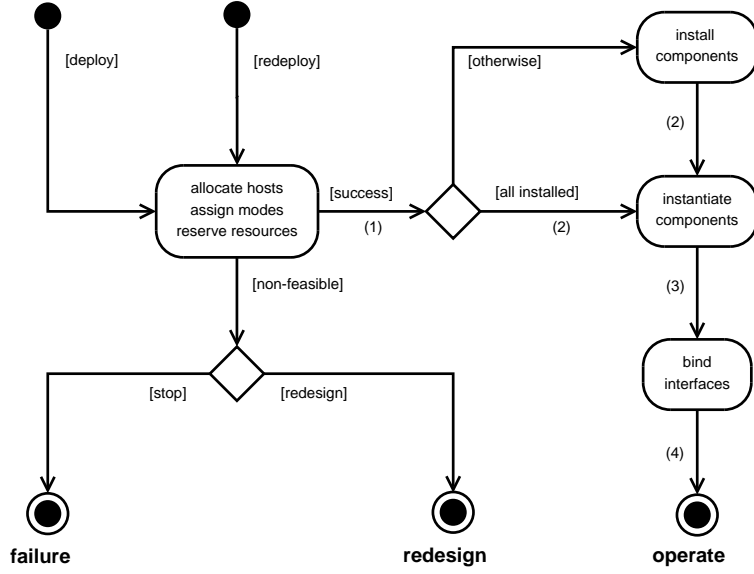 install
components
[deploy]
[redeploy]
[otherwise]
(2)
allocate hosts
assign modes
reserve resources
[success]
(1)
[all installed]
(2)
instantiate
components
[non-feasible]
(3)
bind
interfaces
[stop]
[redesign]
(4)
failure
redesign
operate